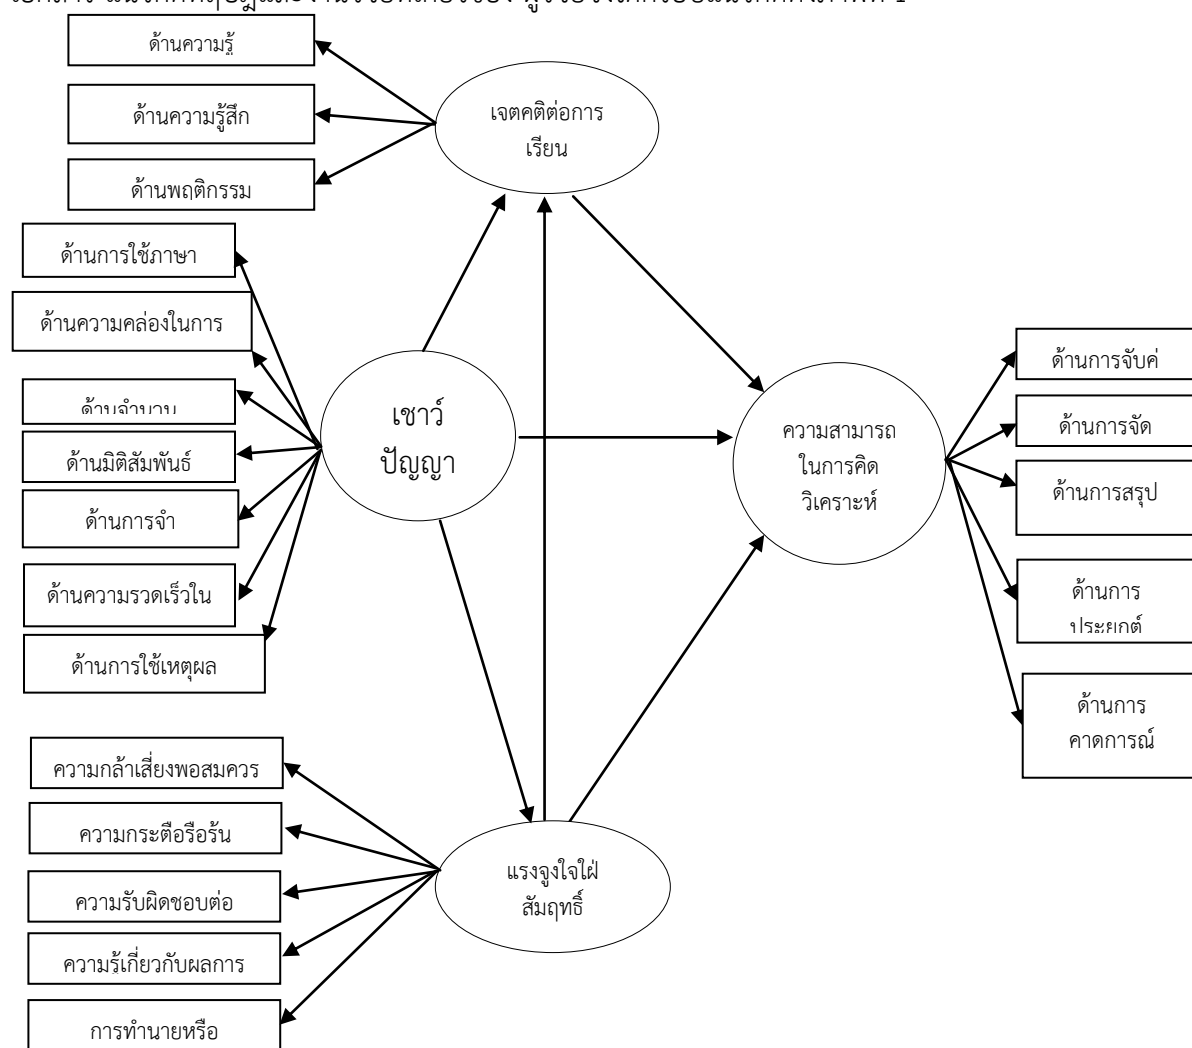 ด้านความรู้
ด้านความรู้สึก
ด้านพฤติกรรม
เจตคติต่อการ
เรียน
ด้านการใช้ภาษา
ด้านความคล่องในการ
ด้านจำนวน
ด้านมิติสัมพันธ์
ด้านการจำ
ด้านความรวดเร็วใน
ด้านการใช้เหตุผล
เชาว์
ปัญญา
ความสามารถ
ในการคิด
วิเคราะห์
ด้านการจับคู่
ด้านการจัด
ด้านการสรุป
ด้านการ
ประยุกต์
ด้านการ
คาดการณ์
ความกล้าเสี่ยงพอสมควร
ความกระตือรือร้น
ความรับผิดชอบต่อ
ความรู้เกี่ยวกับผลการ
การทำนายหรือ
แรงจูงใจใฝ่
สัมฤทธิ์